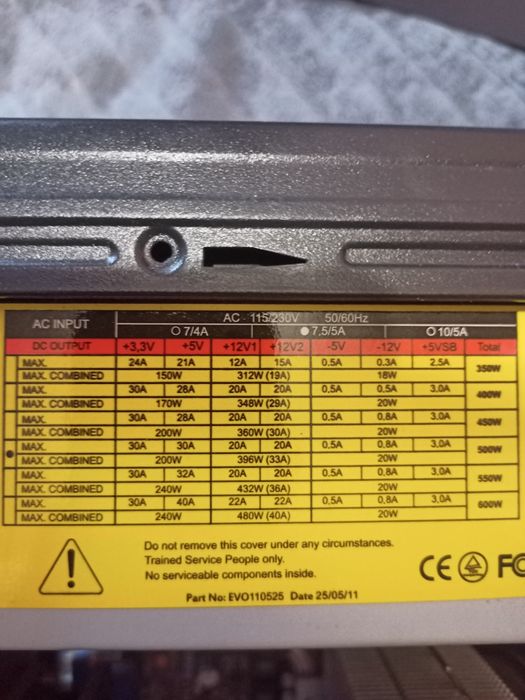 AC INPUT AC 115/230V 50/60Hz
O 7/4A ● 7,5/5A O 10/5A
DC OUTPUT +3,3V +5V +12V1 +12V2 -5V -12V +5VSB Total
MAX. 24A 21A 12A 15A 0,5A 0.3A 2.5A 350W
MAX. COMBINED 150W 312W (19A) 18W
MAX. 30A 28A 20A 20A 0.5A 0.5A 3.0A 400W
MAX. COMBINED 170W 348W (29A) 20W
MAX. 30A 28A 20A 20A 0.5A 0,8A 3.0A 450W
MAX. COMBINED 200W 360W (30A) 20W
● MAX. 30A 30A 20A 20A 0.5A 0.8A 3.0A 500W
MAX. COMBINED 200W 396W (33A) 20W
MAX. 30A 32A 20A 20A 0.5A 0,8A 3.0A 550W
MAX. COMBINED 240W 432W (36A) 20W
MAX. 30A 40A 22A 22A 0,5A 0,8A 3,0A 600W
MAX. COMBINED 240W 480W (40A) 20W
Do not remove this cover under any circumstances.
Trained Service People only.
No serviceable components inside.
CE FC
Part No: EVO110525 Date 25/05/11